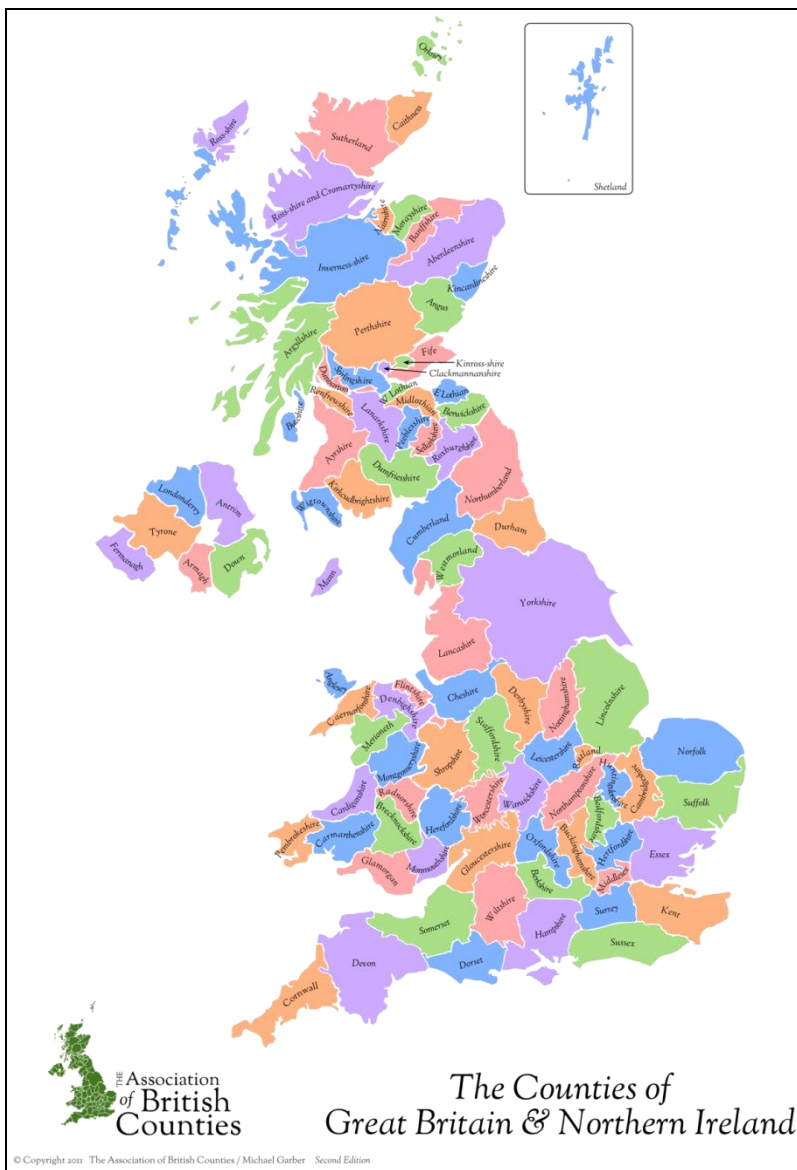 Orkney
Shetland
Caithness
Sutherland
Ross-shire
Ross-shire and Cromartyshire
Nairnshire
Morayshire
Banffshire
Aberdeenshire
Inverness-shire
Kincardineshire
Angus
Perthshire
Argyllshire
Fife
Kinross-shire
Clackmannanshire
Stirlingshire
Dunbarton
Renfrewshire
W Lothian
Midlothian
E Lothian
Berwickshire
Buteshire
Lanarkshire
Peeblesshire
Selkirkshire
Roxburghshire
Ayrshire
Dumfriesshire
Kirkcudbrightshire
Wigtownshire
Northumberland
Londonderry
Antrim
Tyrone
Fermanagh
Armagh
Down
Mann
Cumberland
Durham
Westmorland
Yorkshire
Lancashire
Anglesey
Caernarfonshire
Denbighshire
Flintshire
Cheshire
Derbyshire
Nottinghamshire
Lincolnshire
Merioneth
Montgomeryshire
Shropshire
Staffordshire
Leicestershire
Rutland
Norfolk
Cardiganshire
Radnorshire
Herefordshire
Worcestershire
Warwickshire
Northamptonshire
Huntingdonshire
Cambridgeshire
Suffolk
Pembrokeshire
Carmarthenshire
Brecknockshire
Glamorgan
Monmouthshire
Gloucestershire
Oxfordshire
Buckinghamshire
Bedfordshire
Hertfordshire
Essex
Middlesex
Berkshire
Wiltshire
Somerset
Hampshire
Surrey
Kent
Sussex
Dorset
Devon
Cornwall
THE Association
of British
Counties
The Counties of
Great Britain & Northern Ireland
© Copyright 2011 The Association of British Counties / Michael Garber Second Edition